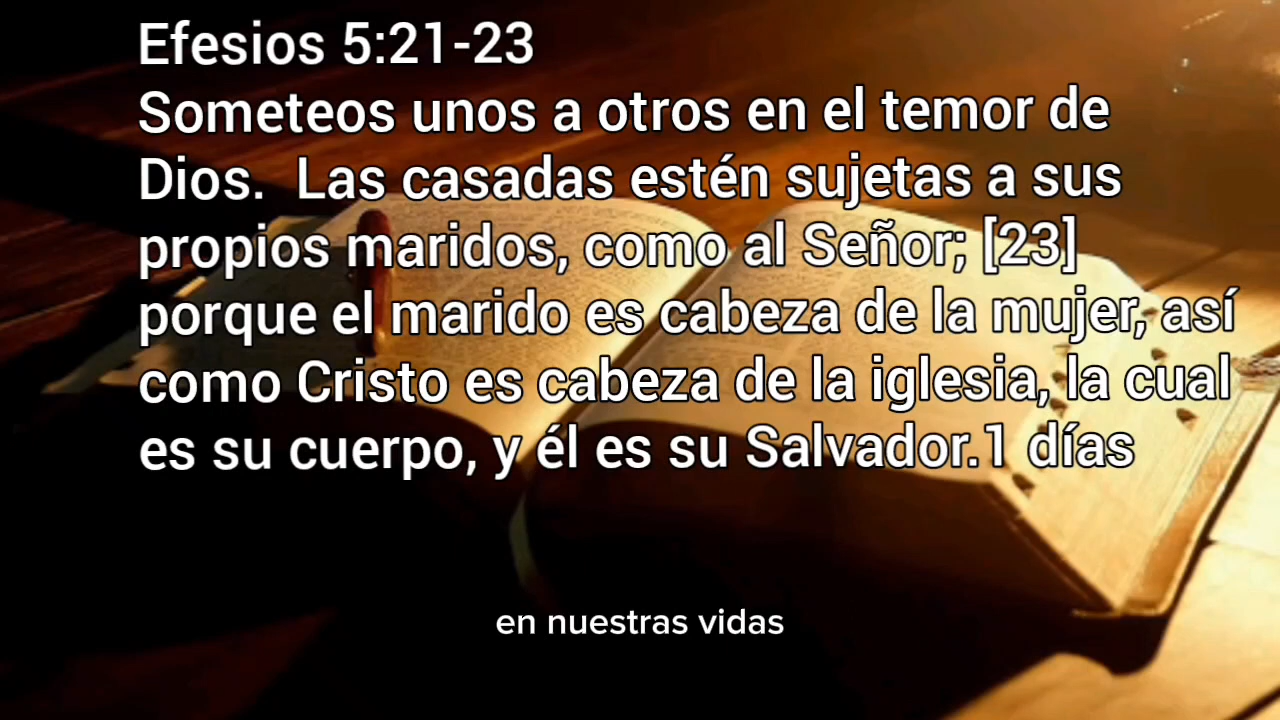 Efesios 5:21-23
Someteos unos a otros en el temor de
Dios.  Las casadas estén sujetas a sus
propios maridos, como al Señor; [23]
porque el marido es cabeza de la mujer, así
como Cristo es cabeza de la iglesia, la cual
es su cuerpo, y él es su Salvador.1 días
en nuestras vidas